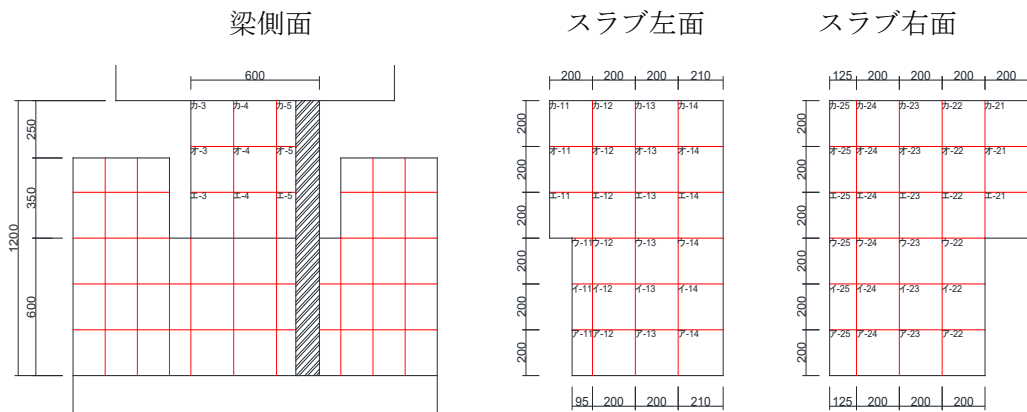 梁側面
スラブ左面
スラブ右面
600
200 200 200 210
125 200 200 200 200
カ-3 カ-4 カ-5
オ-3 オ-4 オ-5
エ-3 エ-4 エ-5
250
350
1200
600
200
200
200
200
200
200
カ-11 カ-12 カ-13 カ-14
オ-11 オ-12 オ-13 オ-14
エ-11 エ-12 エ-13 エ-14
ウ-11 ウ-12 ウ-13 ウ-14
イ-11 イ-12 イ-13 イ-14
ア-11 ア-12 ア-13 ア-14
95 200 200 210
200
200
200
200
200
200
カ-25 カ-24 カ-23 カ-22 カ-21
オ-25 オ-24 オ-23 オ-22 オ-21
エ-25 エ-24 エ-23 エ-22 エ-21
ウ-25 ウ-24 ウ-23 ウ-22
イ-25 イ-24 イ-23 イ-22
ア-25 ア-24 ア-23 ア-22
125 200 200 200